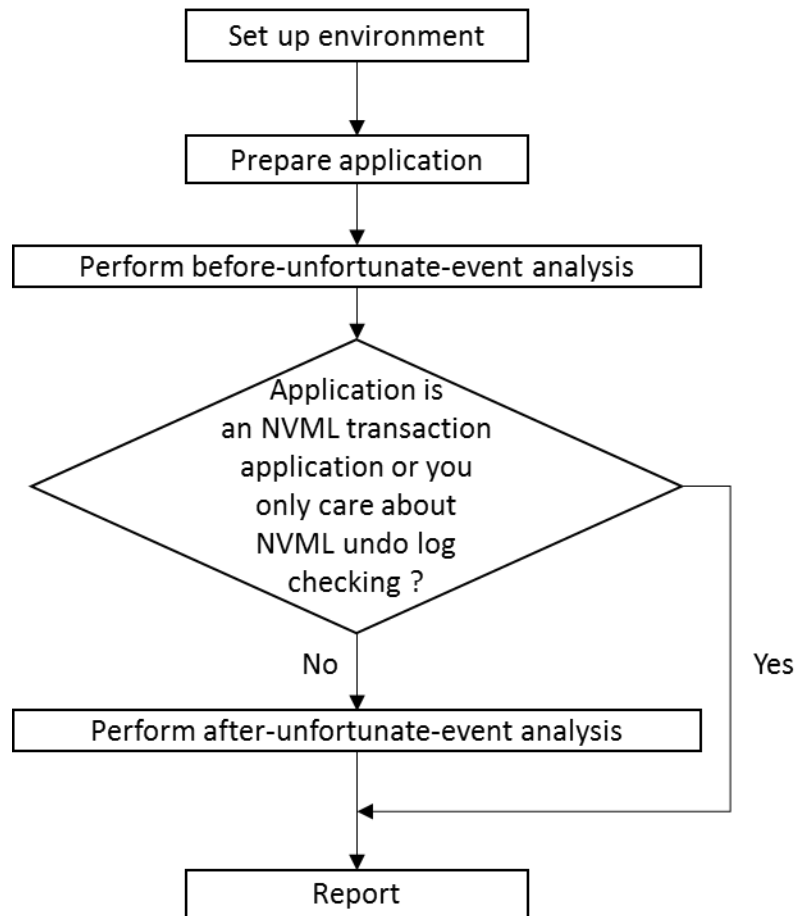 Set up environment
Prepare application
Perform before-unfortunate-event analysis
Application is
an NVML transaction
application or you
only care about
NVML undo log
checking ?
No
Yes
Perform after-unfortunate-event analysis
Report